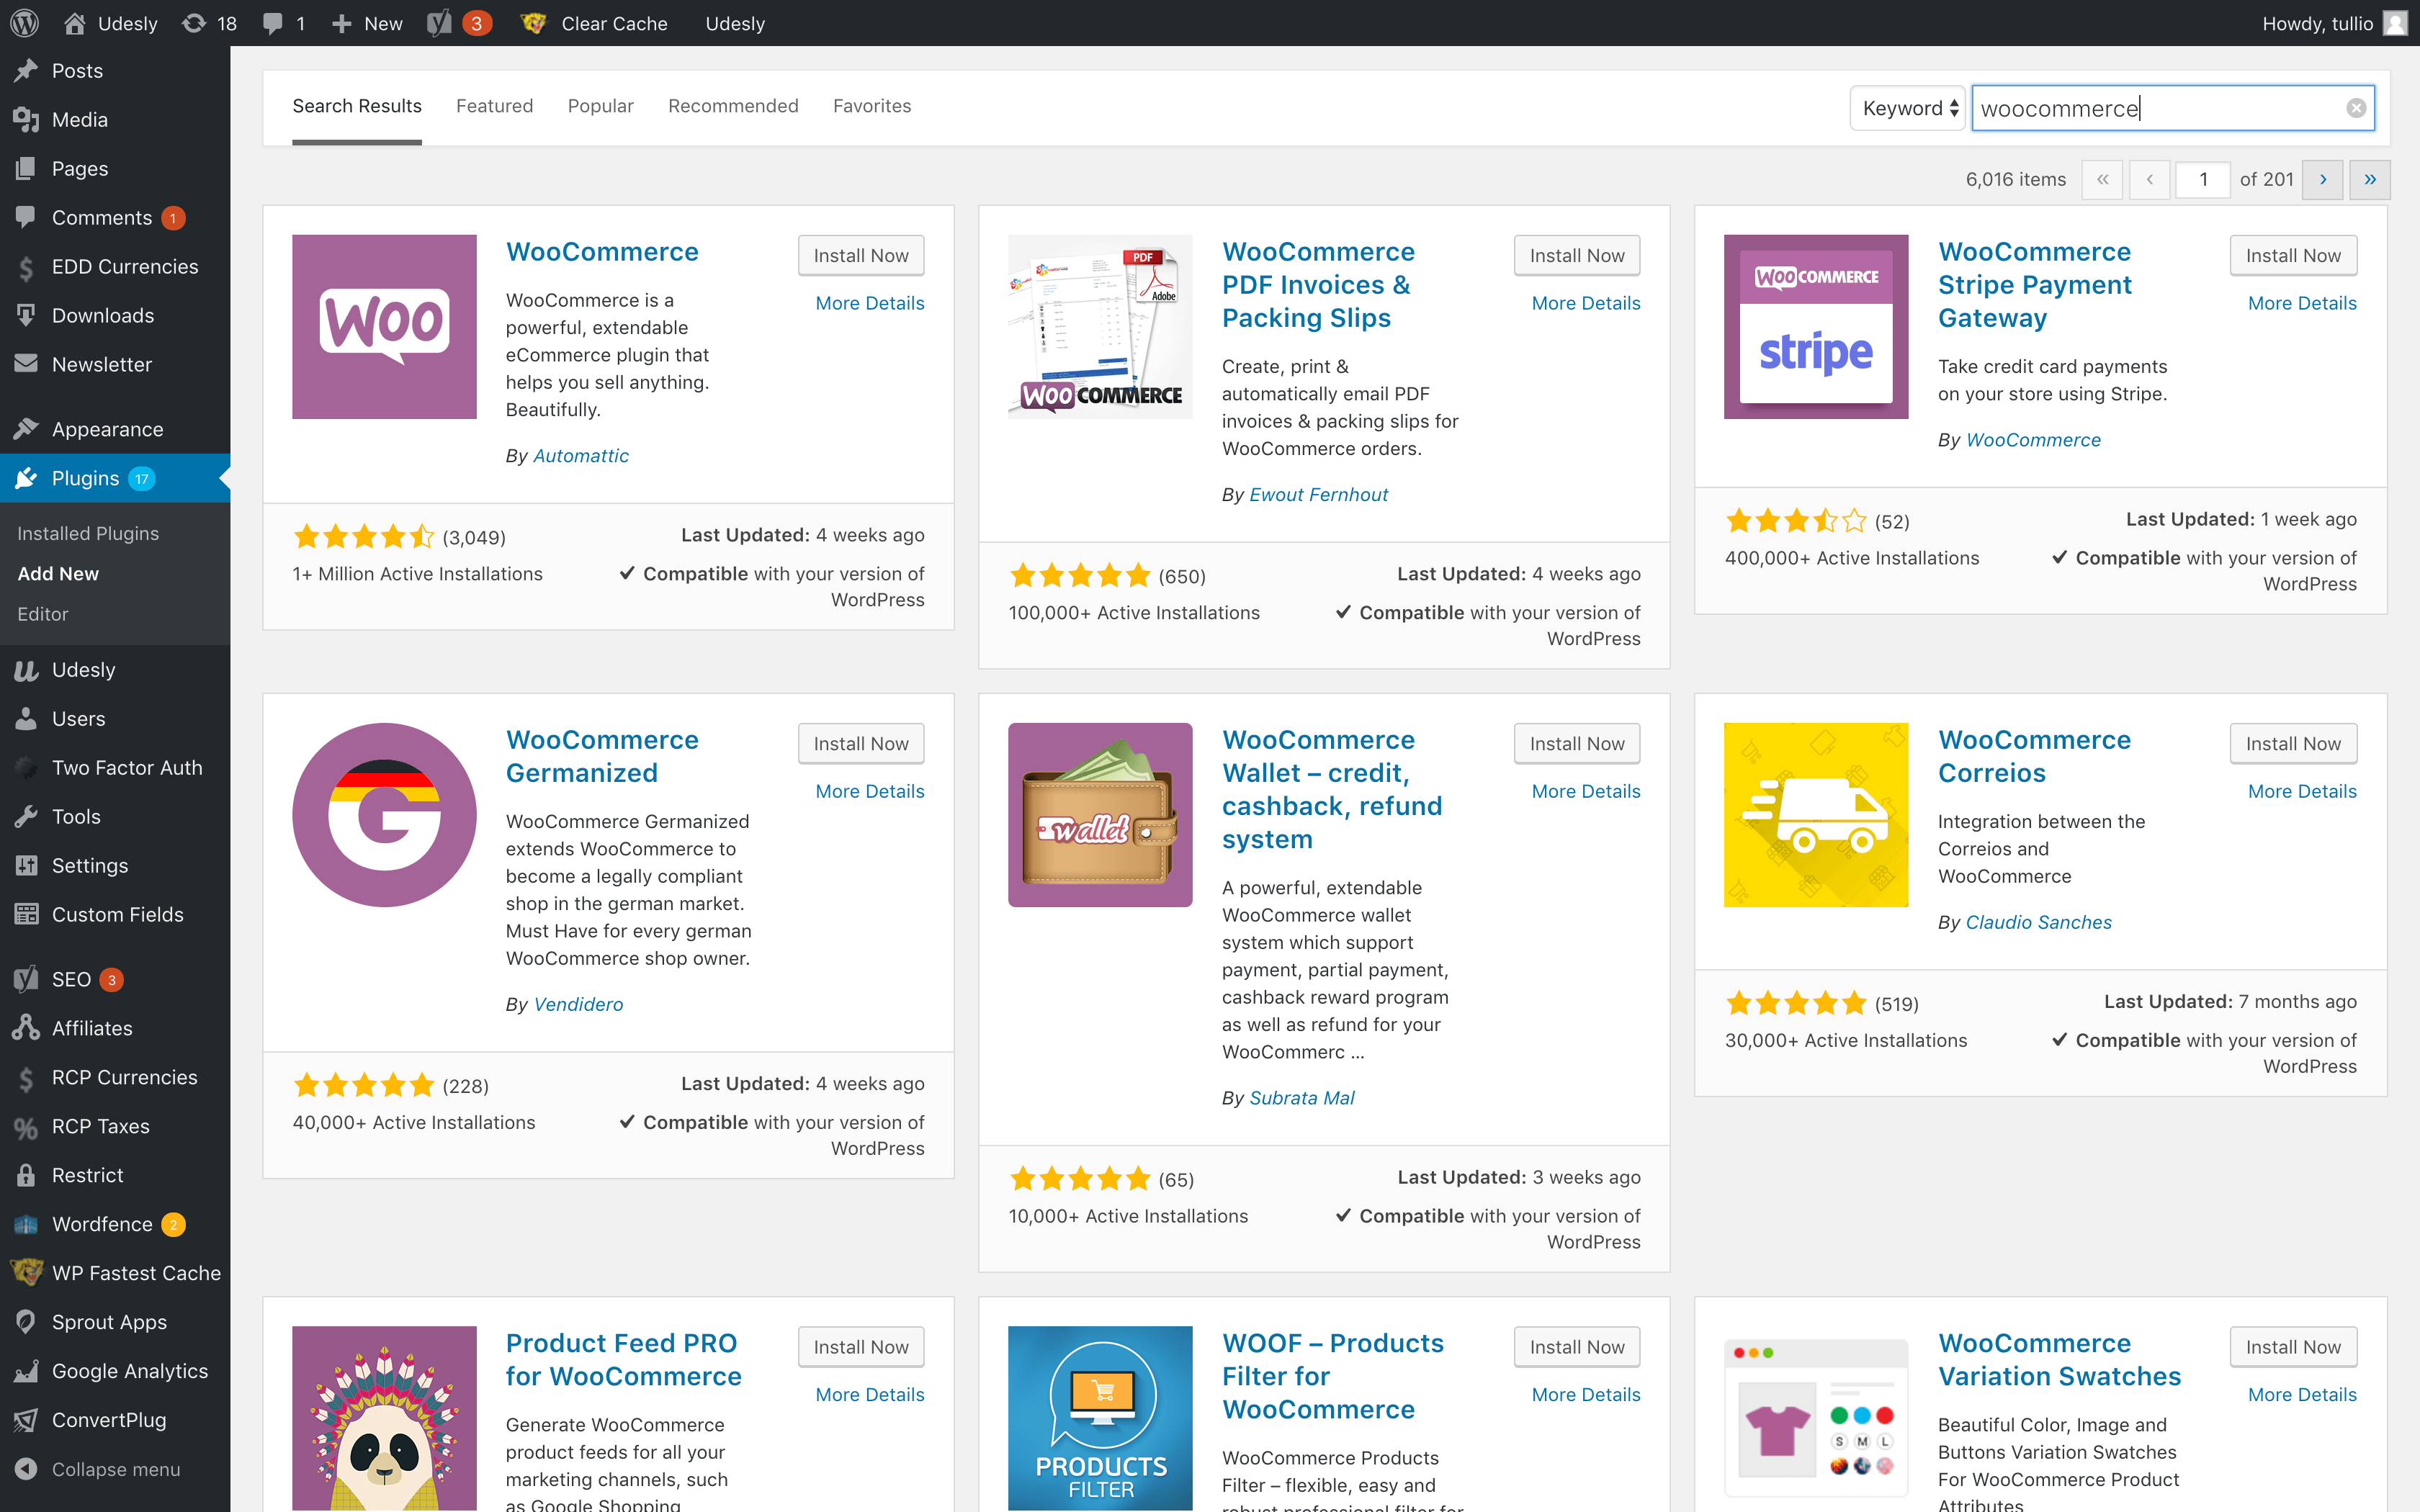 Udesly 18 1 New 3 Clear Cache Udesly Howdy, tullio
Posts
Media
Pages
Comments 1
EDD Currencies
Downloads
Newsletter
Appearance
Plugins 17
Installed Plugins
Add New
Editor
Udesly
Users
Two Factor Auth
Tools
Settings
Custom Fields
SEO 3
Affiliates
RCP Currencies
RCP Taxes
Restrict
Wordfence 2
WP Fastest Cache
Sprout Apps
Google Analytics
ConvertPlug
Collapse menu
Search Results Featured Popular Recommended Favorites
Keyword woocommerce
6,016 items « ‹ 1 of 201 › »
WOO
WooCommerce
Install Now
More Details
WooCommerce is a
powerful, extendable
eCommerce plugin that
helps you sell anything.
Beautifully.
By Automattic
(3,049)
Last Updated: 4 weeks ago
1+ Million Active Installations
Compatible with your version of
WordPress
PDF
Adobe
WOOCOMMERCE
WooCommerce
PDF Invoices &
Packing Slips
Install Now
More Details
Create, print &
automatically email PDF
invoices & packing slips for
WooCommerce orders.
By Ewout Fernhout
(650)
Last Updated: 4 weeks ago
100,000+ Active Installations
Compatible with your version of
WordPress
WOOCOMMERCE
stripe
WooCommerce
Stripe Payment
Gateway
Install Now
More Details
Take credit card payments
on your store using Stripe.
By WooCommerce
(52)
Last Updated: 1 week ago
400,000+ Active Installations
Compatible with your version of
WordPress
G
WooCommerce
Germanized
Install Now
More Details
WooCommerce Germanized
extends WooCommerce to
become a legally compliant
shop in the german market.
Must Have for every german
WooCommerce shop owner.
By Vendidero
(228)
Last Updated: 4 weeks ago
40,000+ Active Installations
Compatible with your version of
WordPress
wallet
WooCommerce
Wallet – credit,
cashback, refund
system
Install Now
More Details
A powerful, extendable
WooCommerce wallet
system which support
payment, partial payment,
cashback reward program
as well as refund for your
WooCommerc ...
By Subrata Mal
(65)
Last Updated: 3 weeks ago
10,000+ Active Installations
Compatible with your version of
WordPress
WooCommerce
Correios
Install Now
More Details
Integration between the
Correios and
WooCommerce
By Claudio Sanches
(519)
Last Updated: 7 months ago
30,000+ Active Installations
Compatible with your version of
WordPress
Product Feed PRO
for WooCommerce
Install Now
More Details
Generate WooCommerce
product feeds for all your
marketing channels, such
as Google Shopping
PRODUCTS
FILTER
WOOF – Products
Filter for
WooCommerce
Install Now
More Details
WooCommerce Products
Filter – flexible, easy and
robust professional filter for
S M L
WooCommerce
Variation Swatches
Install Now
More Details
Beautiful Color, Image and
Buttons Variation Swatches
For WooCommerce Product
Attributes